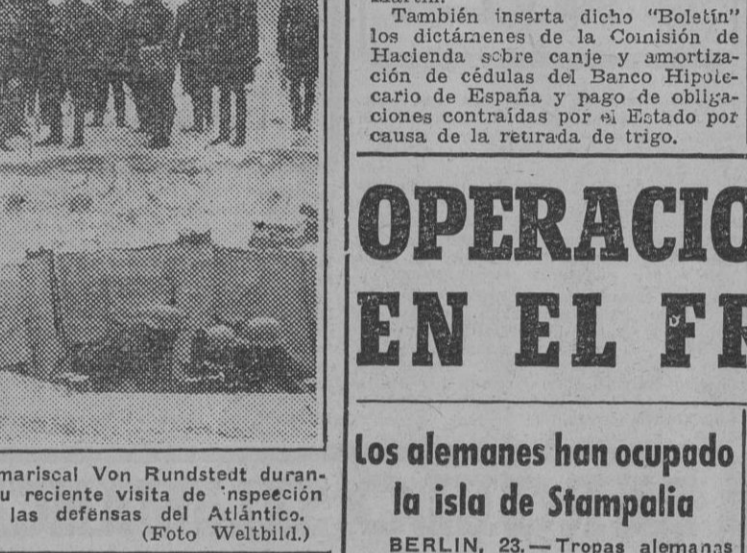 También inserta dicho "Boletín"
los dictámenes de la Comisión de
Hacienda sobre canje y amortiza-
ción de cédulas del Banco Hipote-
cario de España y pago de obliga-
ciones contraídas por el Estado por
causa de la retirada de trigo.
OPERACIO
EN EL F
Los alemanes han ocupado
la isla de Stampalia
BERLIN, 23.—Tropas alemanas
mariscal Von Rundstedt duran-
u reciente visita de inspección
las defensas del Atlántico.
(Foto Weltbild.)